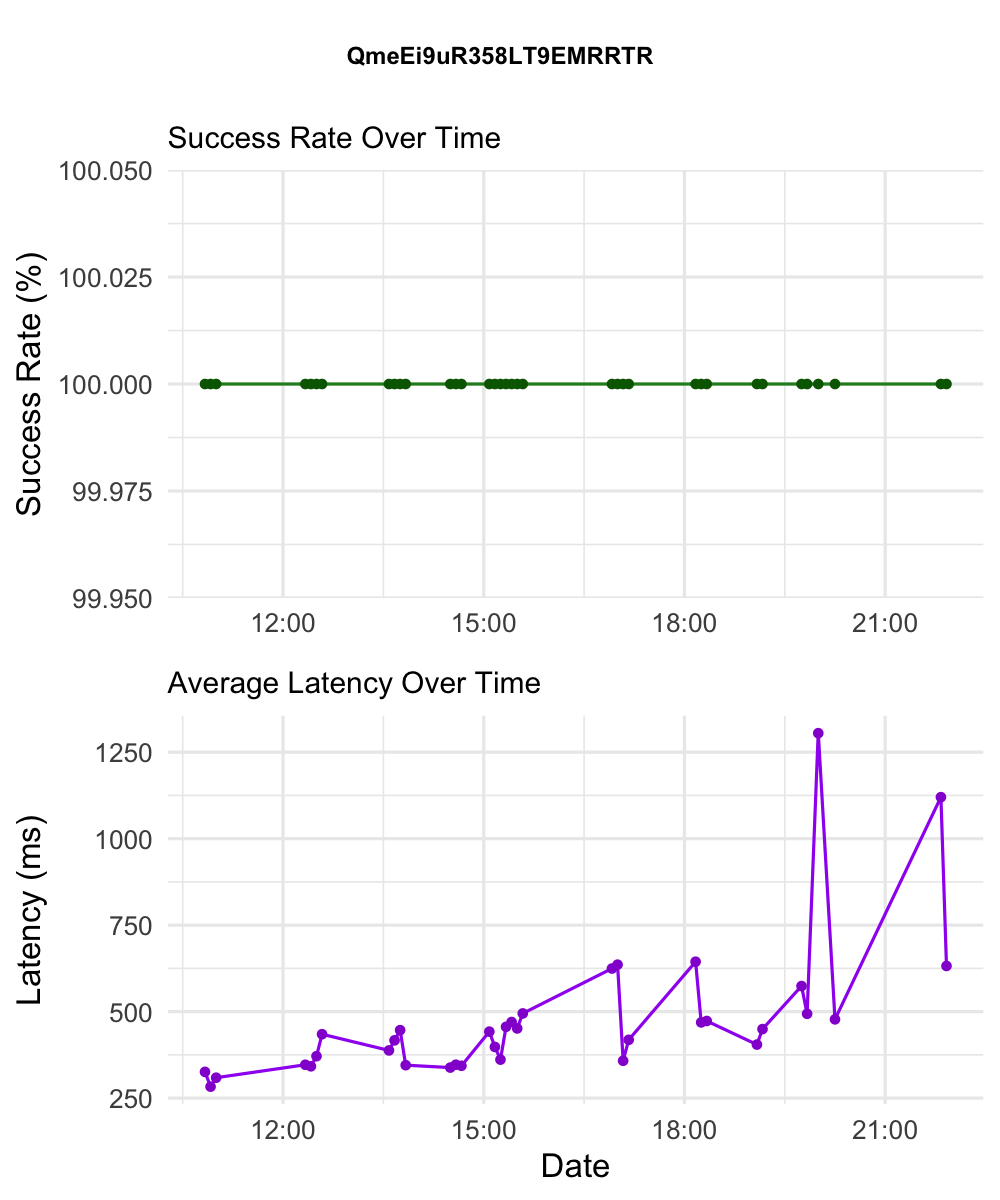 QmeEi9uR358LT9EMRRTR
Success Rate Over Time
Success Rate (%)
100.050
100.025
100.000
99.975
99.950
12:00 15:00 18:00 21:00
Average Latency Over Time
Latency (ms)
1250
1000
750
500
250
12:00 15:00 18:00 21:00
Date